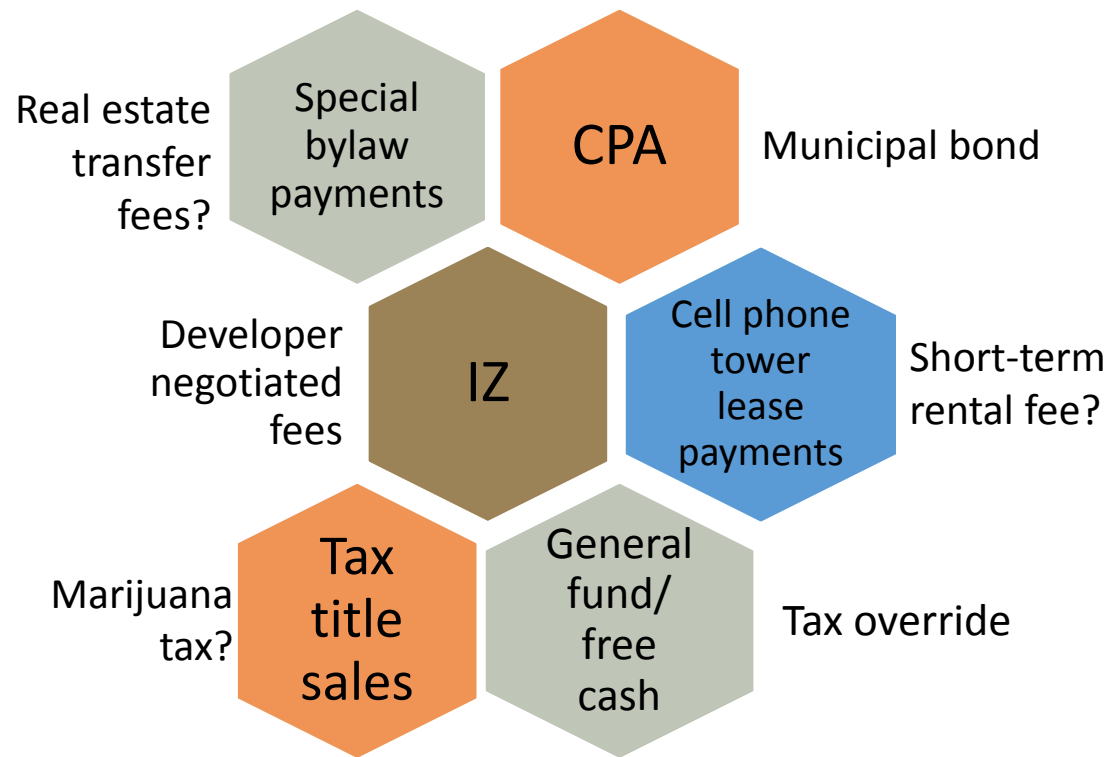 Real estate
transfer
fees?
Special
bylaw
payments
CPA
Municipal bond
Developer
negotiated
fees
IZ
Cell phone
tower
lease
payments
Short-term
rental fee?
Marijuana
tax?
Tax
title
sales
General
fund/
free
cash
Tax override